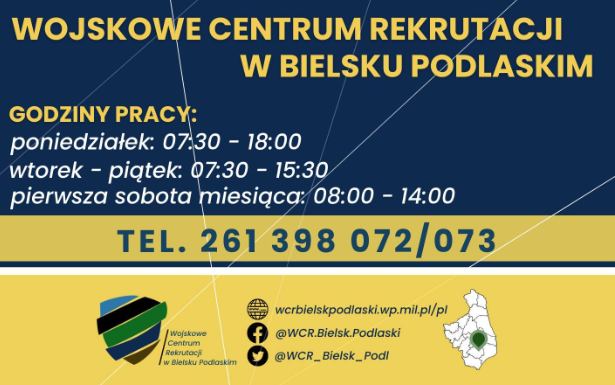 WOJSKOWE CENTRUM REKRUTACJI
W BIELSKU PODLASKIM
GODZINY PRACY:
poniedziałek: 07:30 - 18:00
wtorek - piątek: 07:30 - 15:30
pierwsza sobota miesiąca: 08:00 - 14:00
TEL. 261 398 072/073
Wojskowe
Centrum
Rekrutacji
w Bielsku Podlaskim
wcrbielskpodlaski.wp.mil.pl/pl
@WCR.Bielsk.Podlaski
@WCR_Bielsk_Podl